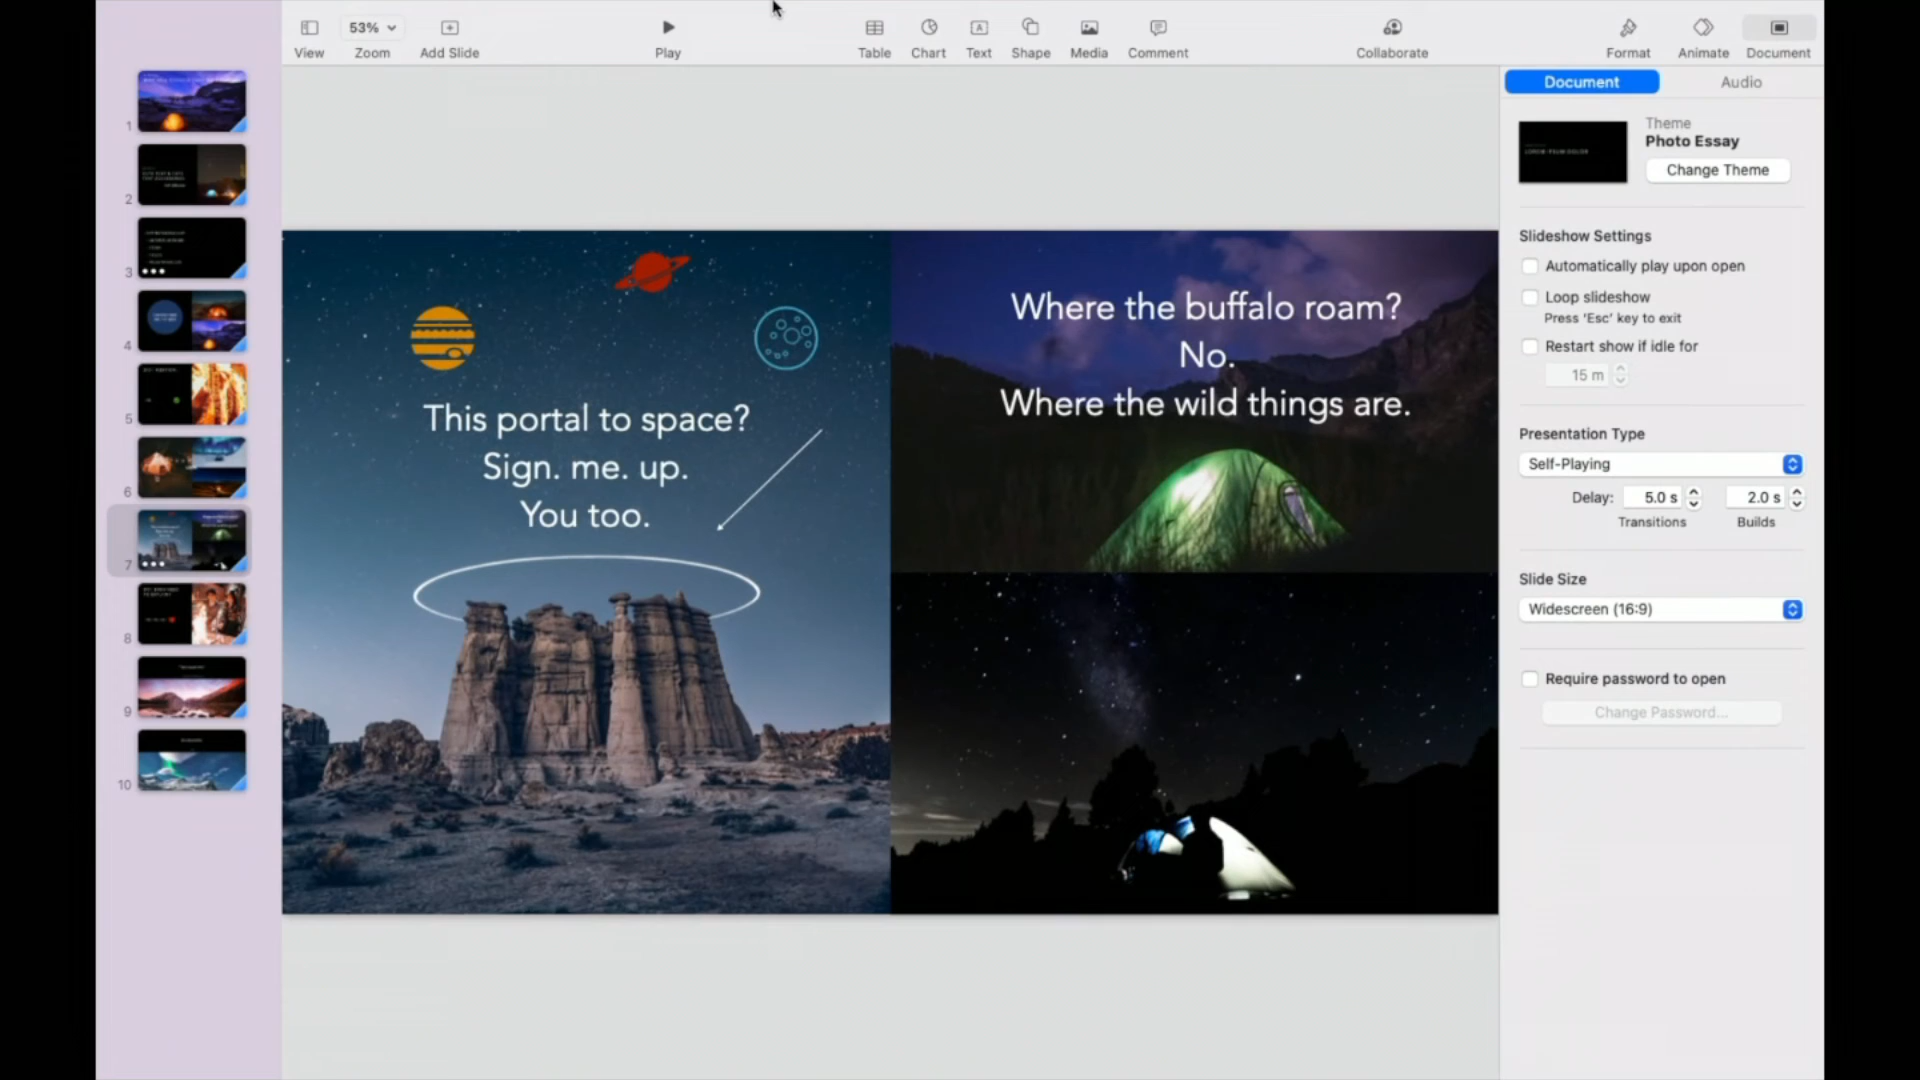 View
53%
Zoom
Add Slide
Play
Table
Chart
Text
Shape
Media
Comment
Collaborate
Format
Animate
Document
1
2
3
4
5
6
7
8
9
10
This portal to space?
Sign. me. up.
You too.
Where the buffalo roam?
No.
Where the wild things are.
Document
Audio
Theme
Photo Essay
Change Theme
Slideshow Settings
Automatically play upon open
Loop slideshow
Press 'Esc' key to exit
Restart show if idle for
15 m
Presentation Type
Self-Playing
Delay: 5.0 s 2.0 s
Transitions Builds
Slide Size
Widescreen (16:9)
Require password to open
Change Password...